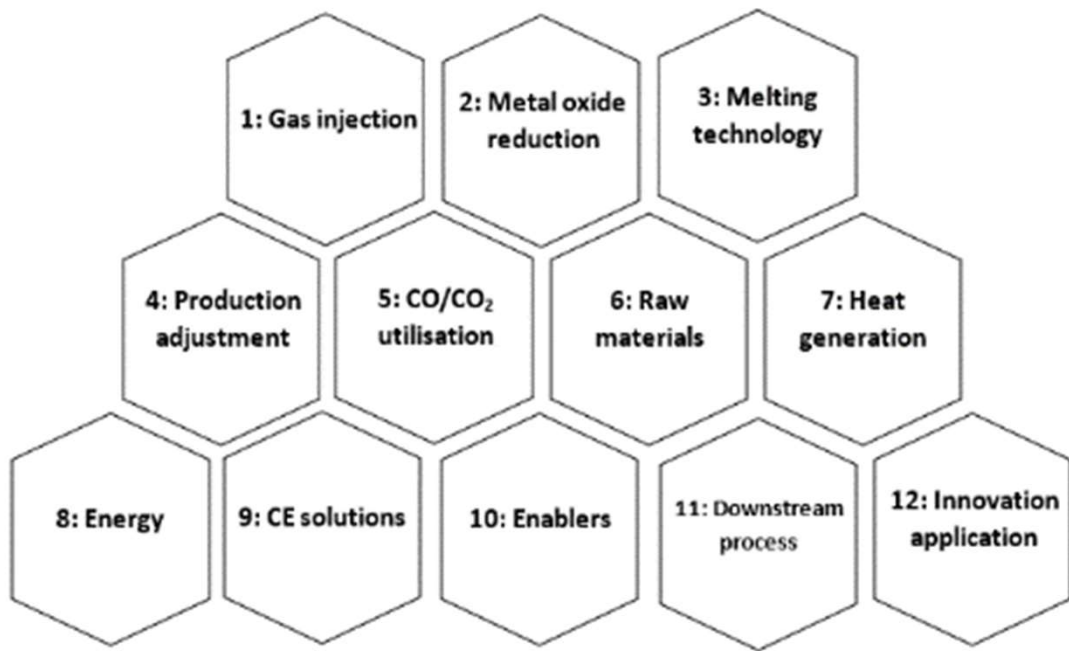 1: Gas injection
2: Metal oxide
reduction
3: Melting
technology
4: Production
adjustment
5: CO/CO₂
utilisation
6: Raw
materials
7: Heat
generation
8: Energy
9: CE solutions
10: Enablers
11: Downstream
process
12: Innovation
application